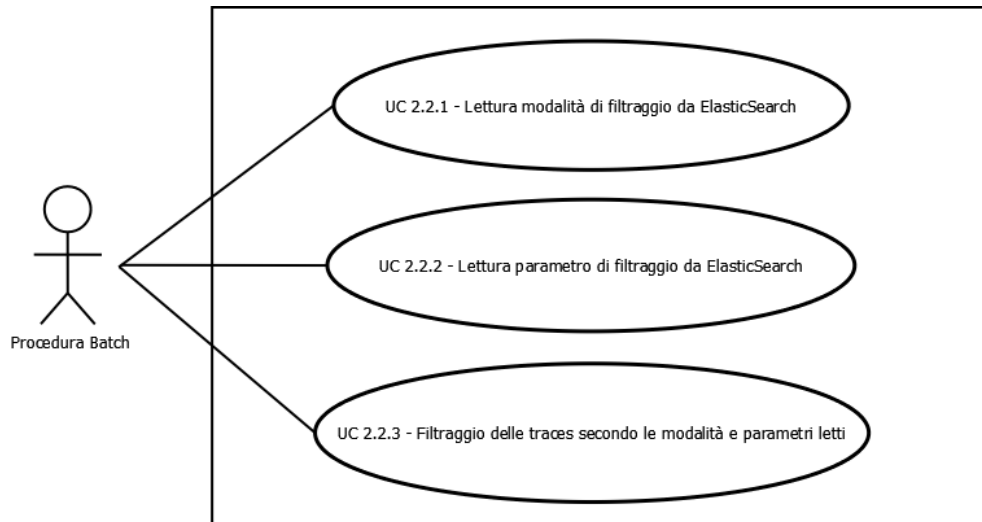 UC 2.2.1 - Lettura modalità di filtraggio da ElasticSearch
UC 2.2.2 - Lettura parametro di filtraggio da ElasticSearch
Procedura Batch
UC 2.2.3 - Filtraggio delle traces secondo le modalità e parametri letti